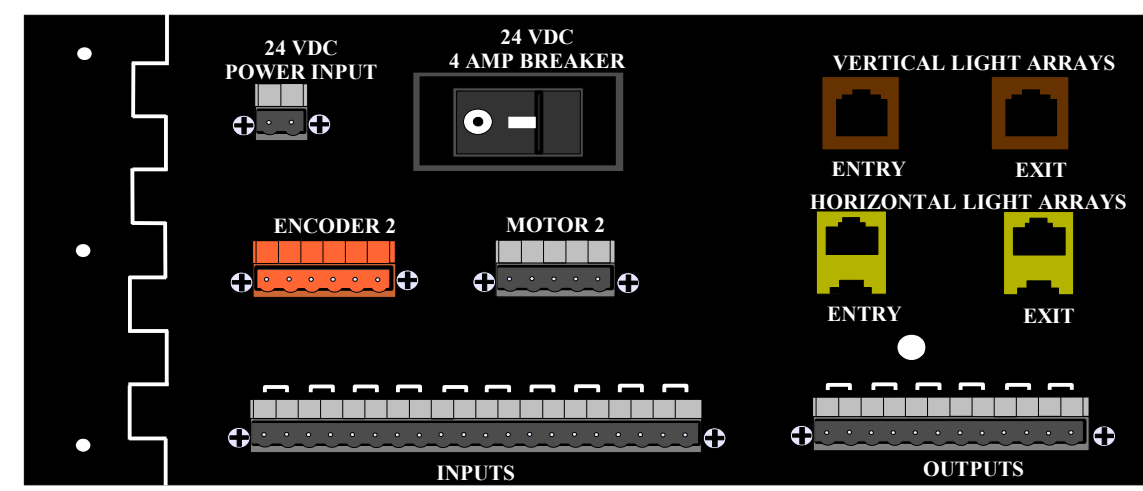 24 VDC
POWER INPUT
24 VDC
4 AMP BREAKER
VERTICAL LIGHT ARRAYS
ENTRY
EXIT
HORIZONTAL LIGHT ARRAYS
ENCODER 2
MOTOR 2
ENTRY
EXIT
INPUTS
OUTPUTS